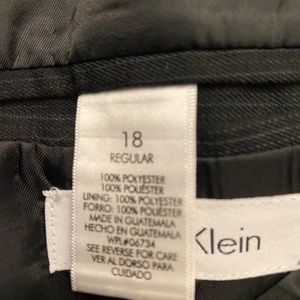 18
REGULAR
100% POLYESTER
100% POLIÉSTER
LINING: 100% POLYESTER
FORRO: 100% POLIÉSTER
MADE IN GUATEMALA
HECHO EN GUATEMALA
WPL#06734
SEE REVERSE FOR CARE
VER AL DORSO PARA
CUIDADO
Klein